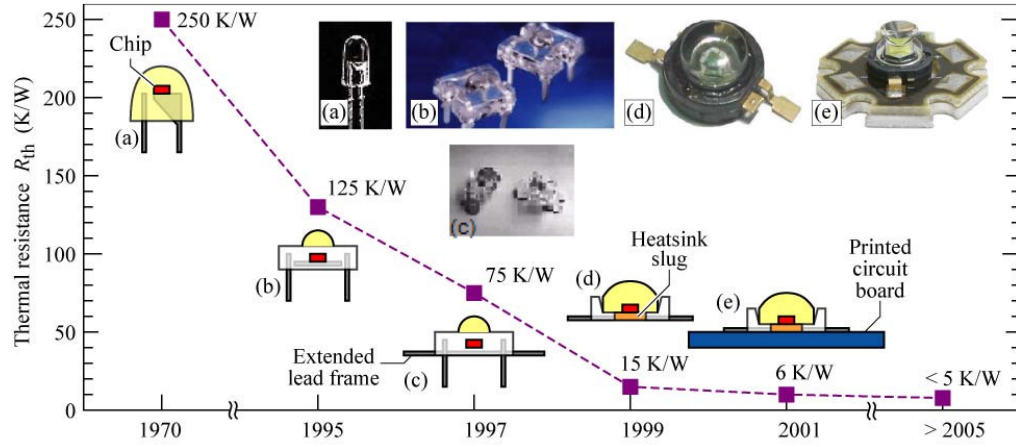 Thermal resistance Rth (K/W)
250
200
150
100
50
0
250 K/W
Chip
(a)
(a)
(b)
(d)
(e)
(c)
125 K/W
(b)
75 K/W
Extended
lead frame
(c)
Heatsink
slug
(d)
15 K/W
Printed
circuit
board
(e)
6 K/W
< 5 K/W
1970
1995
1997
1999
2001
> 2005